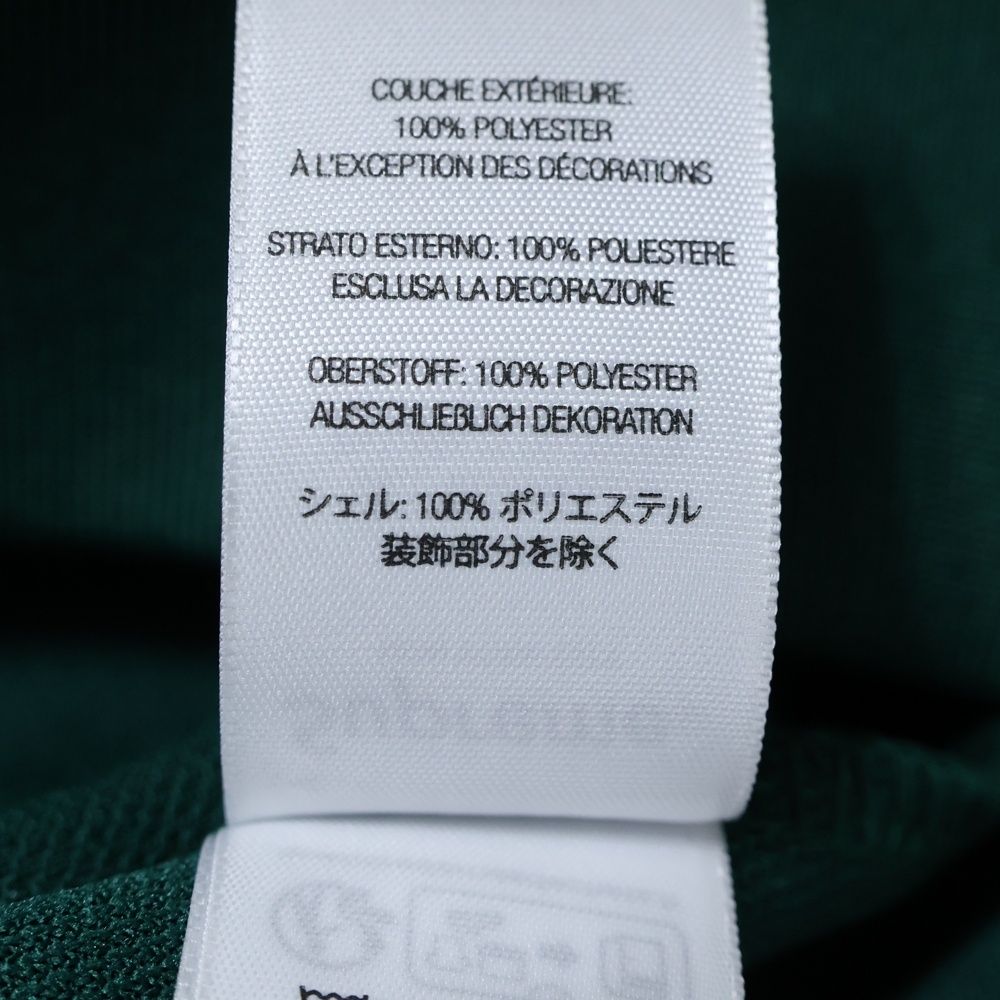 COUCHE EXTÉRIEURE:
100% POLYESTER
À L'EXCEPTION DES DÉCORATIONS
STRATO ESTERNO: 100% POLIESTERE
ESCLUSA LA DECORAZIONE
OBERSTOFF: 100% POLYESTER
AUSSCHLIEßLICH DEKORATION
シェル: 100% ポリエステル
装飾部分を除く